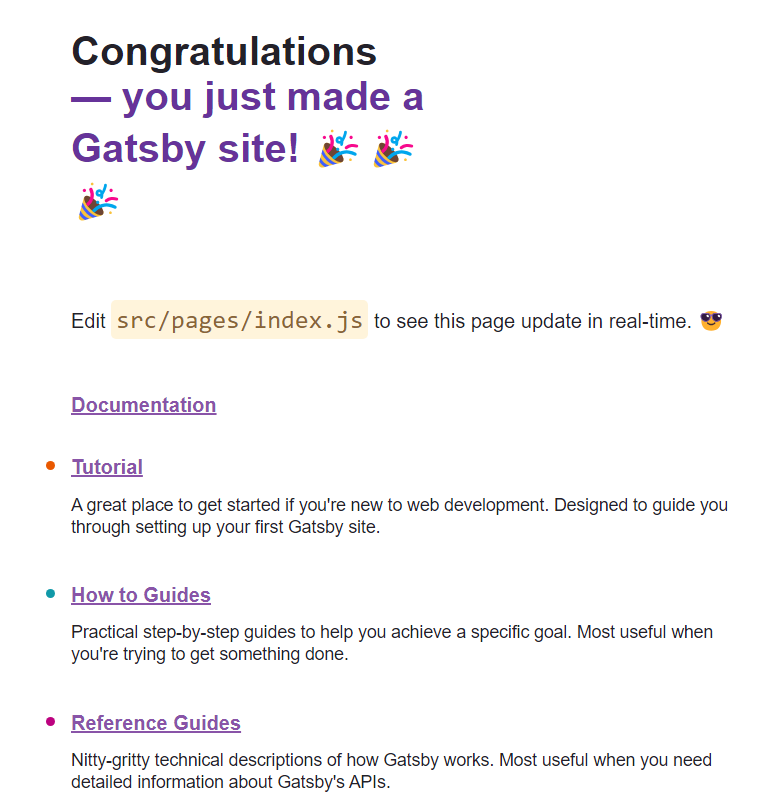 Congratulations
— you just made a
Gatsby site! 🎉 🎉
🎉
Edit src/pages/index.js to see this page update in real-time. 😎
Documentation
Tutorial
A great place to get started if you're new to web development. Designed to guide you
through setting up your first Gatsby site.
How to Guides
Practical step-by-step guides to help you achieve a specific goal. Most useful when
you're trying to get something done.
Reference Guides
Nitty-gritty technical descriptions of how Gatsby works. Most useful when you need
detailed information about Gatsby's APIs.